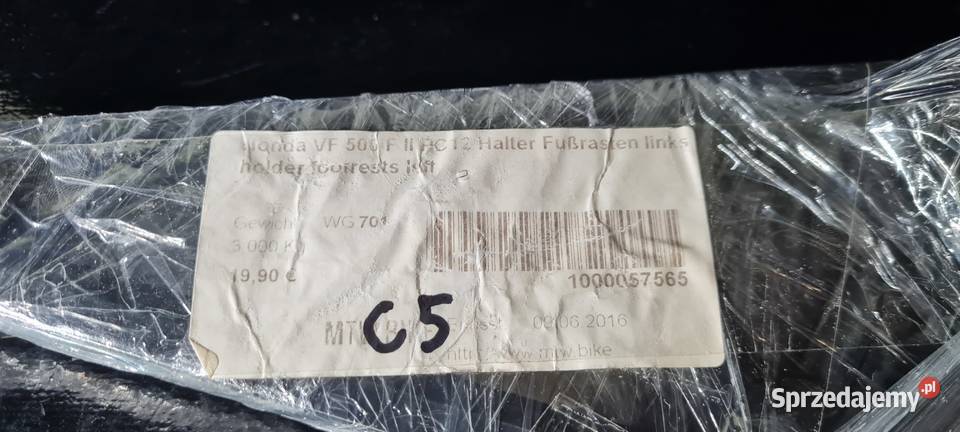 Honda VF 500 F II PC12 Halter Fußrasten links
holder footrests left
Gewicht WG 701
3.000 KG
19,90 €
1000057565
C5
09.06.2016
http://www.mtw.bike
Sprzedajemy.pl